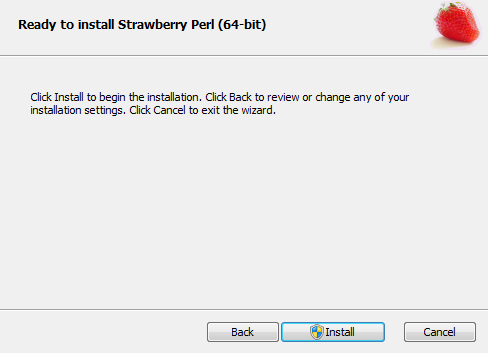 Ready to install Strawberry Perl (64-bit)
Click Install to begin the installation. Click Back to review or change any of your
installation settings. Click Cancel to exit the wizard.
Back
Install
Cancel